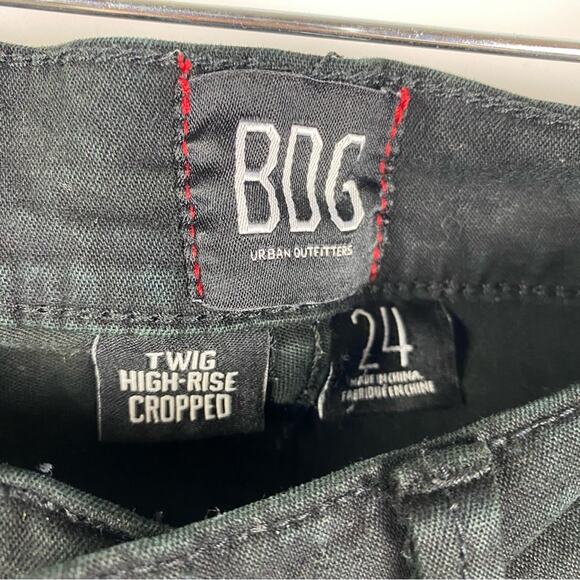 BDG
URBAN OUTFITTERS
TWIG
HIGH-RISE
CROPPED
24
MADE IN CHINA
FABRIQUÉ EN CHINE